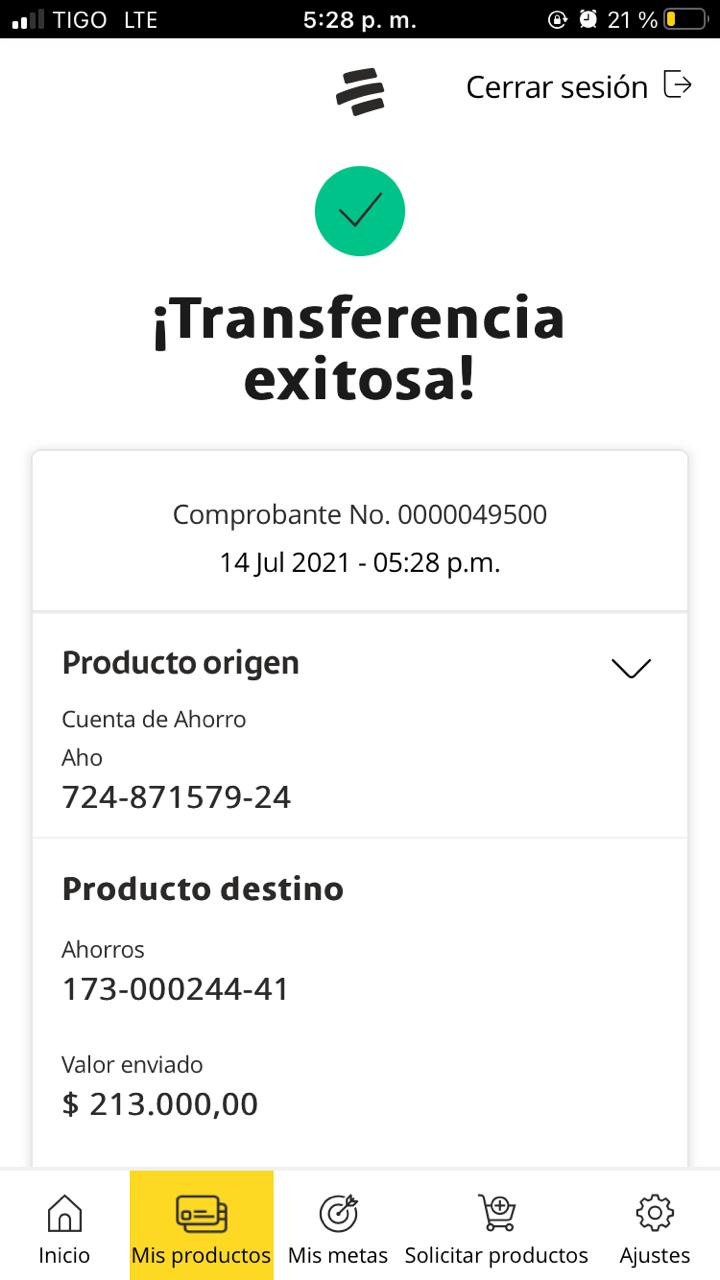 TIGO LTE 5:28 p. m. 21 %
Cerrar sesión
¡Transferencia
exitosa!
Comprobante No. 0000049500
14 Jul 2021 - 05:28 p.m.
Producto origen
Cuenta de Ahorro
Aho
724-871579-24
Producto destino
Ahorros
173-000244-41
Valor enviado
$ 213.000,00
Inicio Mis productos Mis metas Solicitar productos Ajustes